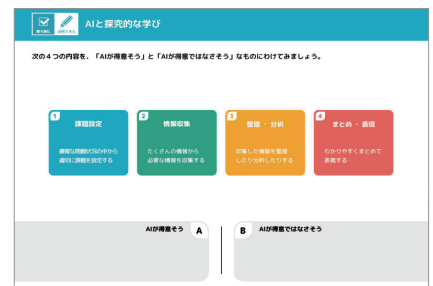 AIと探究的な学び
次の4つの内容を、「AIが得意そう」と「AIが得意ではなさそう」なものにわけてみましょう。
1
課題設定
複雑な問題状況の中から
適切に課題を設定する
2
情報収集
たくさんの情報から
必要な情報を収集する
3
整理・分析
収集した情報を整理
したり分析したりする
4
まとめ・表現
わかりやすくまとめて
表現する
AIが得意そう A
B AIが得意ではなさそう